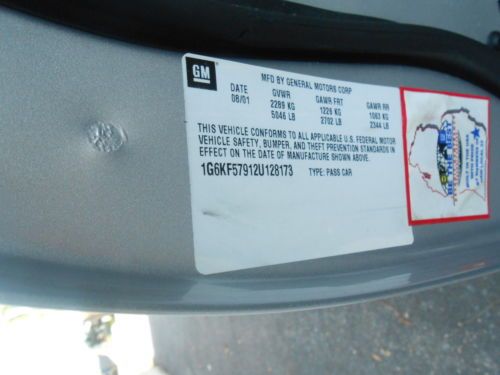 GM
MFD BY GENERAL MOTORS CORP
DATE GVWR GAWR FRT GAWR RR
08/01 2289 KG 1226 KG 1063 KG
5046 LB 2702 LB 2344 LB
THIS VEHICLE CONFORMS TO ALL APPLICABLE U.S. FEDERAL MOTOR
VEHICLE SAFETY, BUMPER, AND THEFT PREVENTION STANDARDS IN
EFFECT ON THE DATE OF MANUFACTURE SHOWN ABOVE.
1G6KF57912U128173 TYPE: PASS CAR